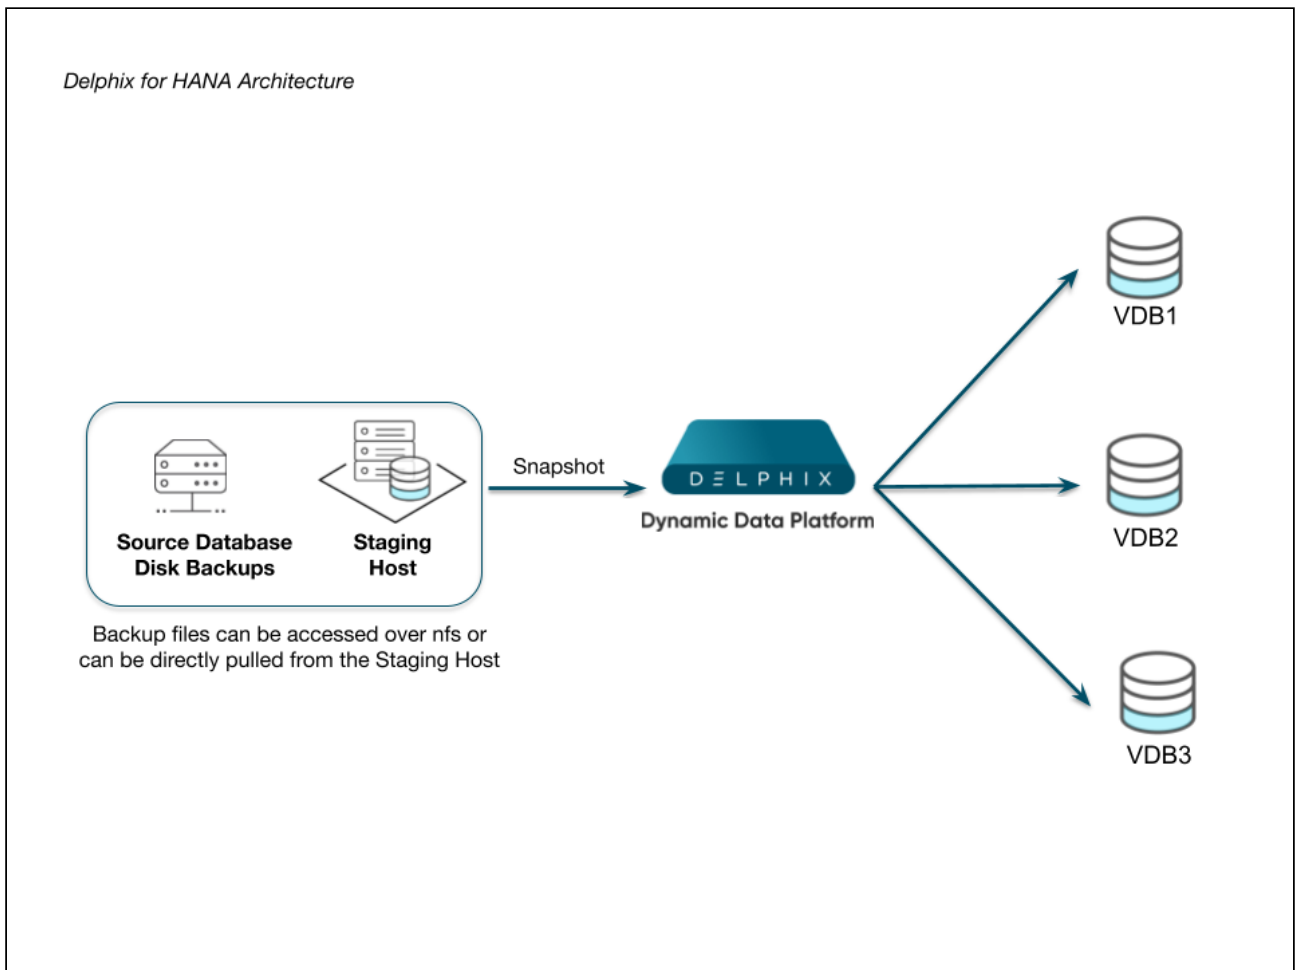 Delphix for HANA Architecture
VDB1
Snapshot
DELPHIX
Dynamic Data Platform
Source Database
Disk Backups
Staging
Host
VDB2
Backup files can be accessed over nfs or
can be directly pulled from the Staging Host
VDB3